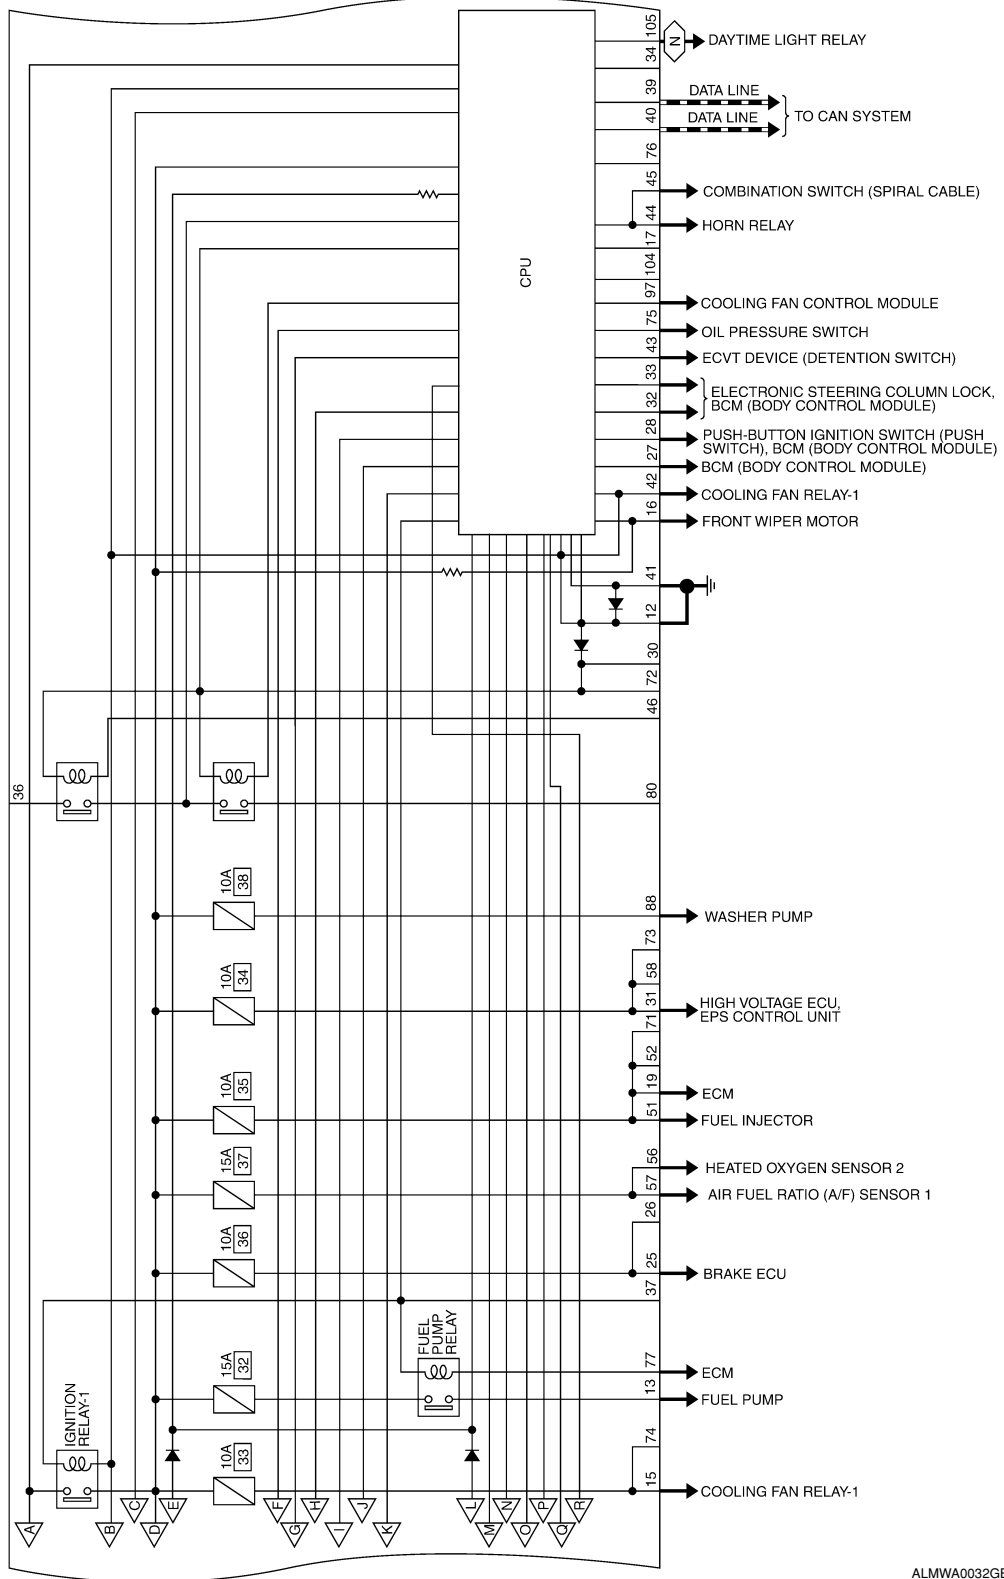 105
N
DAYTIME LIGHT RELAY
34
39
DATA LINE
40
DATA LINE
TO CAN SYSTEM
76
45
COMBINATION SWITCH (SPIRAL CABLE)
44
HORN RELAY
17
104
CPU
97
COOLING FAN CONTROL MODULE
75
OIL PRESSURE SWITCH
43
ECVT DEVICE (DETENTION SWITCH)
33
ELECTRONIC STEERING COLUMN LOCK,
BCM (BODY CONTROL MODULE)
32
28
PUSH-BUTTON IGNITION SWITCH (PUSH
SWITCH), BCM (BODY CONTROL MODULE)
27
BCM (BODY CONTROL MODULE)
42
COOLING FAN RELAY-1
16
FRONT WIPER MOTOR
41
12
30
72
46
36
80
10A
38
88
WASHER PUMP
73
58
10A
34
31
HIGH VOLTAGE ECU,
EPS CONTROL UNIT
71
52
10A
35
19
ECM
51
FUEL INJECTOR
15A
37
56
HEATED OXYGEN SENSOR 2
57
AIR FUEL RATIO (A/F) SENSOR 1
26
10A
36
25
BRAKE ECU
37
FUEL
PUMP
RELAY
15A
32
77
ECM
13
FUEL PUMP
IGNITION
RELAY-1
10A
33
74
15
COOLING FAN RELAY-1
A
B
C
D
E
F
G
H
I
J
K
L
M
N
O
P
Q
R
ALMWA0032GE